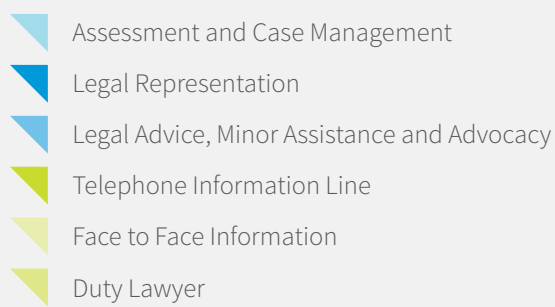 Assessment and Case Management
Legal Representation
Legal Advice, Minor Assistance and Advocacy
Telephone Information Line
Face to Face Information
Duty Lawyer